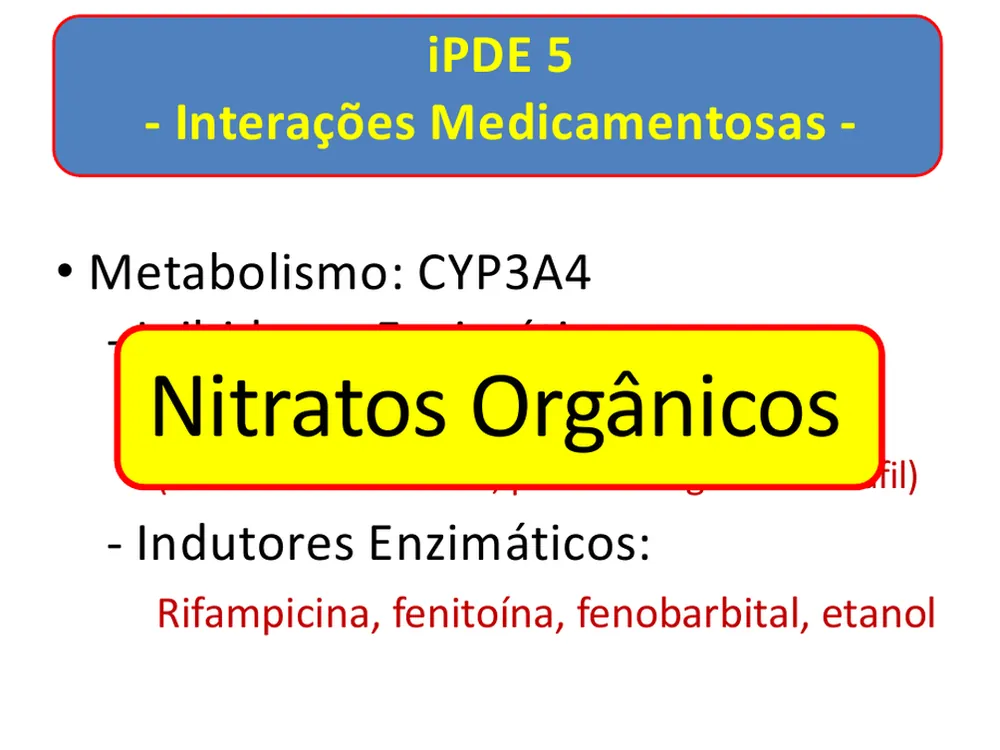 iPDE 5
- Interações Medicamentosas -
• Metabolismo: CYP3A4
Nitratos Orgânicos
- Indutores Enzimáticos:
Rifampicina, fenitoína, fenobarbital, etanol